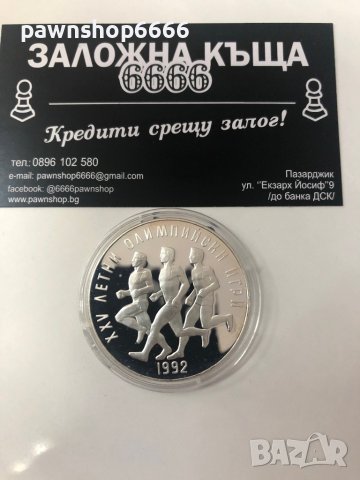 pawnshop6666
ЗАЛОЖНА КЪЩА
6666
Кредити срещу залог!
тел.: 0896 102 580
e-mail: pawnshop6666@gmail.com
facebook: @6666pawnshop
www.pawnshop.bg
Пазарджик
ул. "Екзарх Йосиф"9
/до банка ДСК/
XXV ЛЕТНИ ОЛИМПИЙСКИ ИГРИ
1992
BAZAR